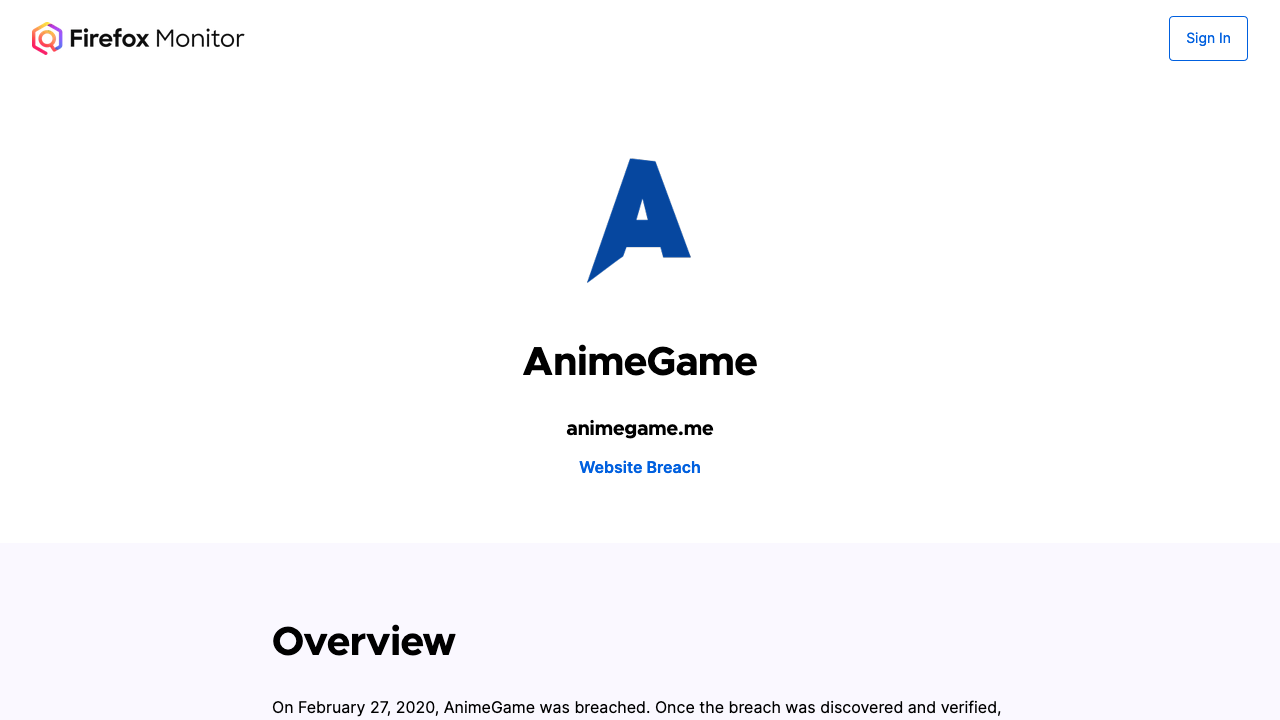 Firefox Monitor
Sign In
AnimeGame
animegame.me
Website Breach
Overview
On February 27, 2020, AnimeGame was breached. Once the breach was discovered and verified,